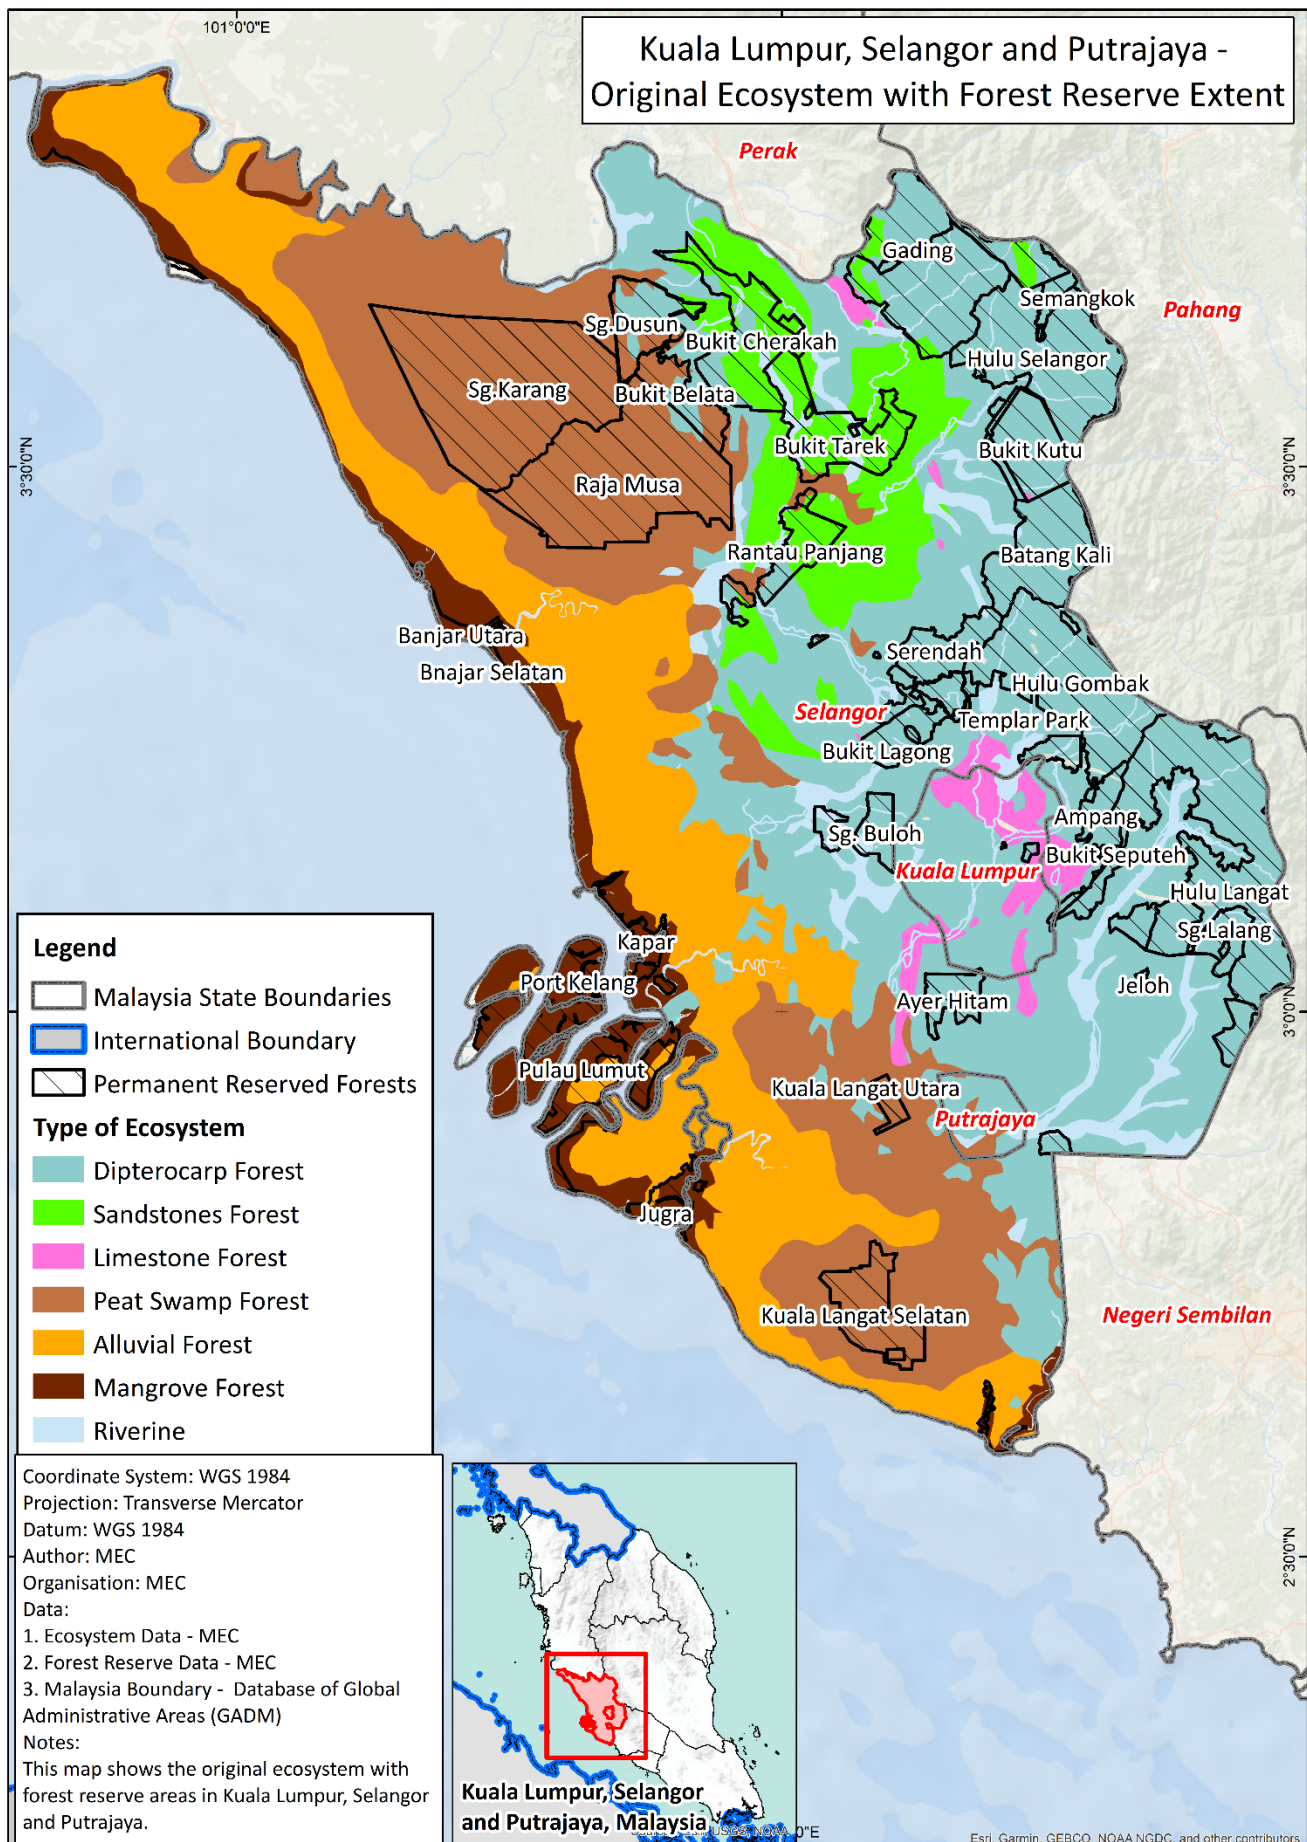 101°0'0"E
Kuala Lumpur, Selangor and Putrajaya -
Original Ecosystem with Forest Reserve Extent
Perak
Gading
Semangkok
Pahang
Sg.Dusun
Bukit Cherakah
Hulu Selangor
Sg.Karang
Bukit Belata
Bukit Tarek
Bukit Kutu
3°30'0"N
3°30'0"N
Raja Musa
Rantau Panjang
Batang Kali
Banjar Utara
Bnajar Selatan
Serendah
Hulu Gombak
Selangor
Templar Park
Bukit Lagong
Sg. Buloh
Ampang
Bukit Seputeh
Kuala Lumpur
Hulu Langat
Sg.Lalang
Kapar
Port Kelang
Ayer Hitam
Jeloh
3°0'0"N
Pulau Lumut
Kuala Langat Utara
Putrajaya
Jugra
Kuala Langat Selatan
Negeri Sembilan
2°30'0"N
Legend
Malaysia State Boundaries
International Boundary
Permanent Reserved Forests
Type of Ecosystem
Dipterocarp Forest
Sandstones Forest
Limestone Forest
Peat Swamp Forest
Alluvial Forest
Mangrove Forest
Riverine
Coordinate System: WGS 1984
Projection: Transverse Mercator
Datum: WGS 1984
Author: MEC
Organisation: MEC
Data:
1. Ecosystem Data - MEC
2. Forest Reserve Data - MEC
3. Malaysia Boundary - Database of Global
Administrative Areas (GADM)
Notes:
This map shows the original ecosystem with
forest reserve areas in Kuala Lumpur, Selangor
and Putrajaya.
Kuala Lumpur, Selangor
and Putrajaya, Malaysia
USGS, NOAA
0"E
Esri, Garmin, GEBCO, NOAA NGDC, and other contributors